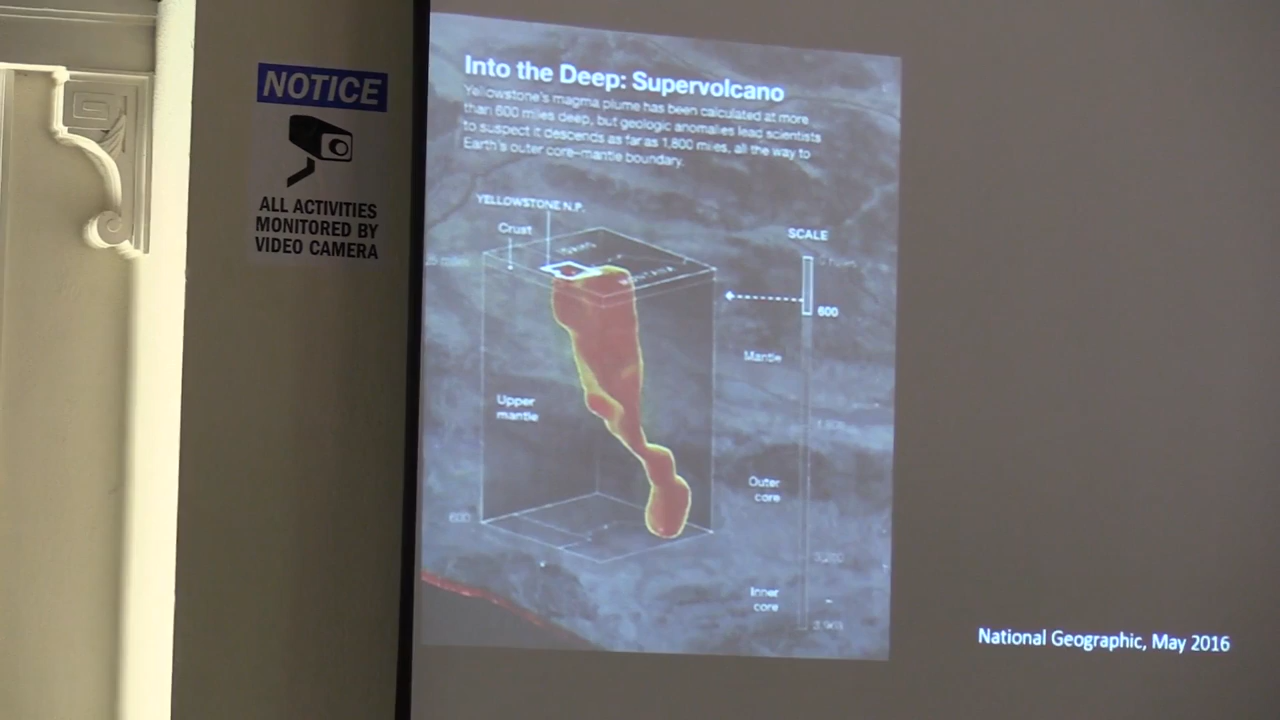 NOTICE
ALL ACTIVITIES
MONITORED BY
VIDEO CAMERA
Into the Deep: Supervolcano
Yellowstone's magma plume has been calculated at more
than 600 miles deep, but geologic anomalies lead scientists
to suspect it descends as far as 1,800 miles, all the way to
Earth's outer core–mantle boundary.
YELLOWSTONE N.P.
Crust
SCALE
600
Mantle
Upper
mantle
Outer
core
600
Inner
core
National Geographic, May 2016